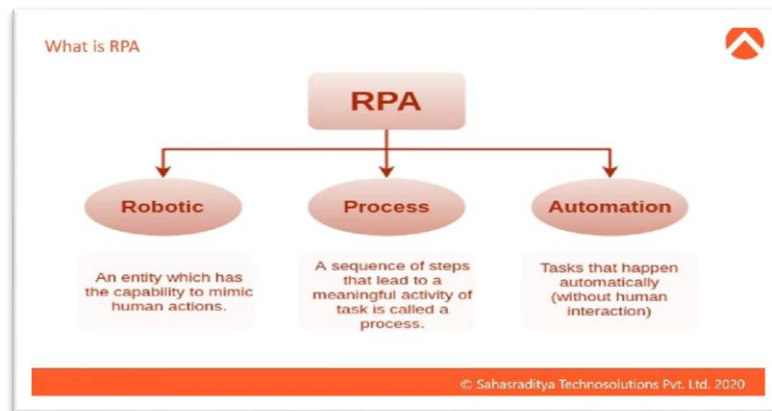 What is RPA
RPA
Robotic
Process
Automation
An entity which has
the capability to mimic
human actions.
A sequence of steps
that lead to a
meaningful activity of
task is called a
process.
Tasks that happen
automatically
(without human
interaction)
© Sahasraditya Technosolutions Pvt. Ltd. 2020